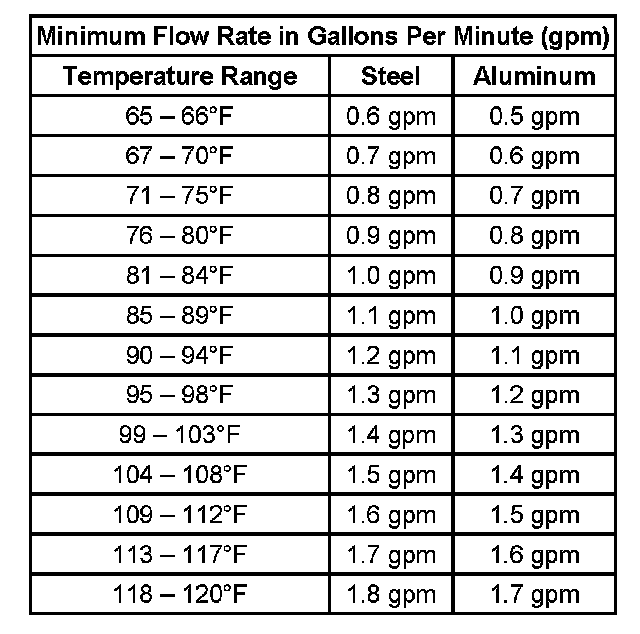 Minimum Flow Rate in Gallons Per Minute (gpm)
Temperature Range Steel Aluminum
65 – 66°F 0.6 gpm 0.5 gpm
67 – 70°F 0.7 gpm 0.6 gpm
71 – 75°F 0.8 gpm 0.7 gpm
76 – 80°F 0.9 gpm 0.8 gpm
81 – 84°F 1.0 gpm 0.9 gpm
85 – 89°F 1.1 gpm 1.0 gpm
90 – 94°F 1.2 gpm 1.1 gpm
95 – 98°F 1.3 gpm 1.2 gpm
99 – 103°F 1.4 gpm 1.3 gpm
104 – 108°F 1.5 gpm 1.4 gpm
109 – 112°F 1.6 gpm 1.5 gpm
113 – 117°F 1.7 gpm 1.6 gpm
118 – 120°F 1.8 gpm 1.7 gpm